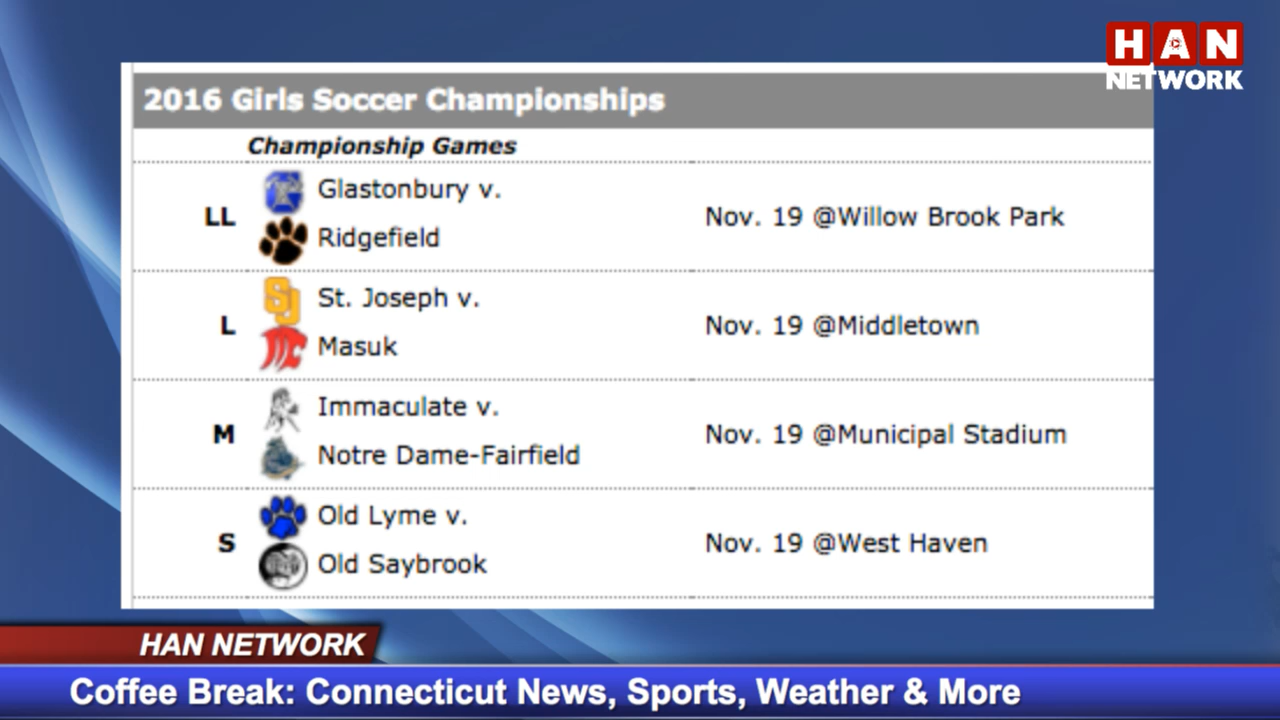 HAN
NETWORK
2016 Girls Soccer Championships
Championship Games
LL
Glastonbury v.
Ridgefield
Nov. 19 @Willow Brook Park
L
SJ
St. Joseph v.
Masuk
Nov. 19 @Middletown
M
Immaculate v.
Notre Dame-Fairfield
Nov. 19 @Municipal Stadium
S
Old Lyme v.
Old Saybrook
Nov. 19 @West Haven
HAN NETWORK
Coffee Break: Connecticut News, Sports, Weather & More